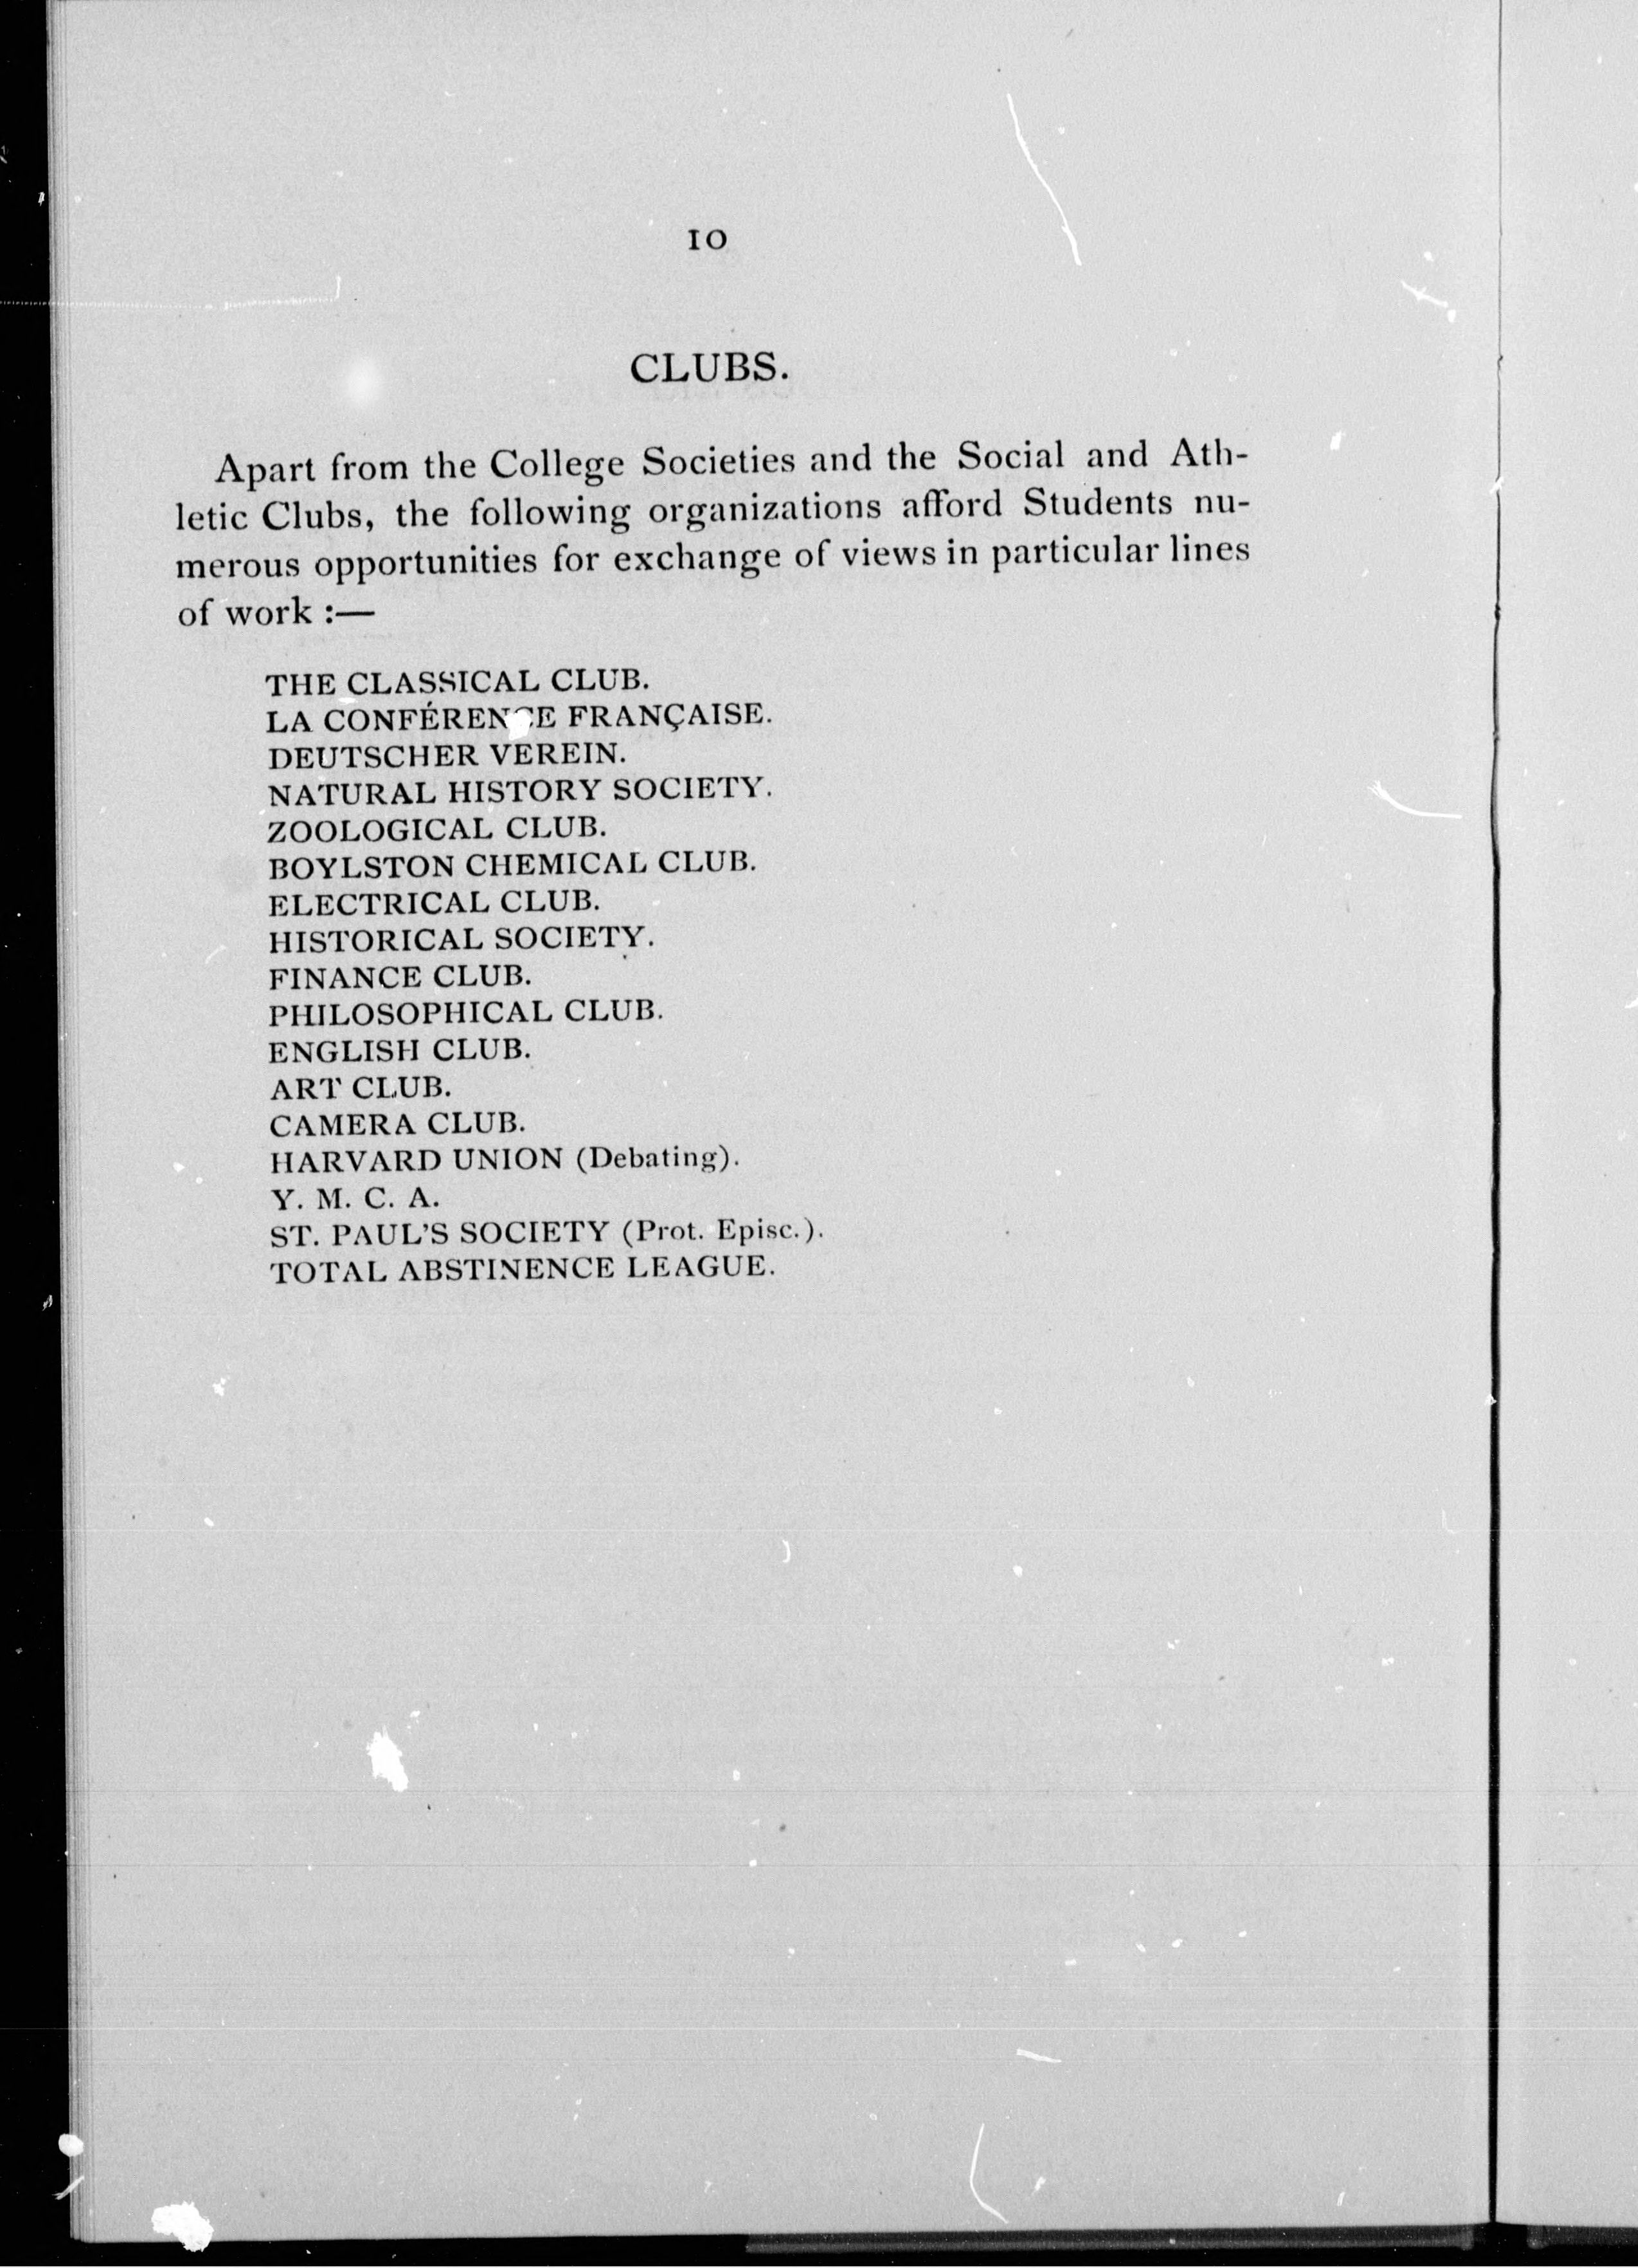 10
CLUBS.
Apart from the College Societies and the Social and Ath-
letic Clubs, the following organizations afford Students nu-
merous opportunities for exchange of views in particular lines
of work :—
THE CLASSICAL CLUB.
LA CONFÉRENCE FRANÇAISE.
DEUTSCHER VEREIN.
NATURAL HISTORY SOCIETY.
ZOOLOGICAL CLUB.
BOYLSTON CHEMICAL CLUB.
ELECTRICAL CLUB.
HISTORICAL SOCIETY.
FINANCE CLUB.
PHILOSOPHICAL CLUB.
ENGLISH CLUB.
ART CLUB.
CAMERA CLUB.
HARVARD UNION (Debating).
Y. M. C. A.
ST. PAUL'S SOCIETY (Prot. Episc.).
TOTAL ABSTINENCE LEAGUE.